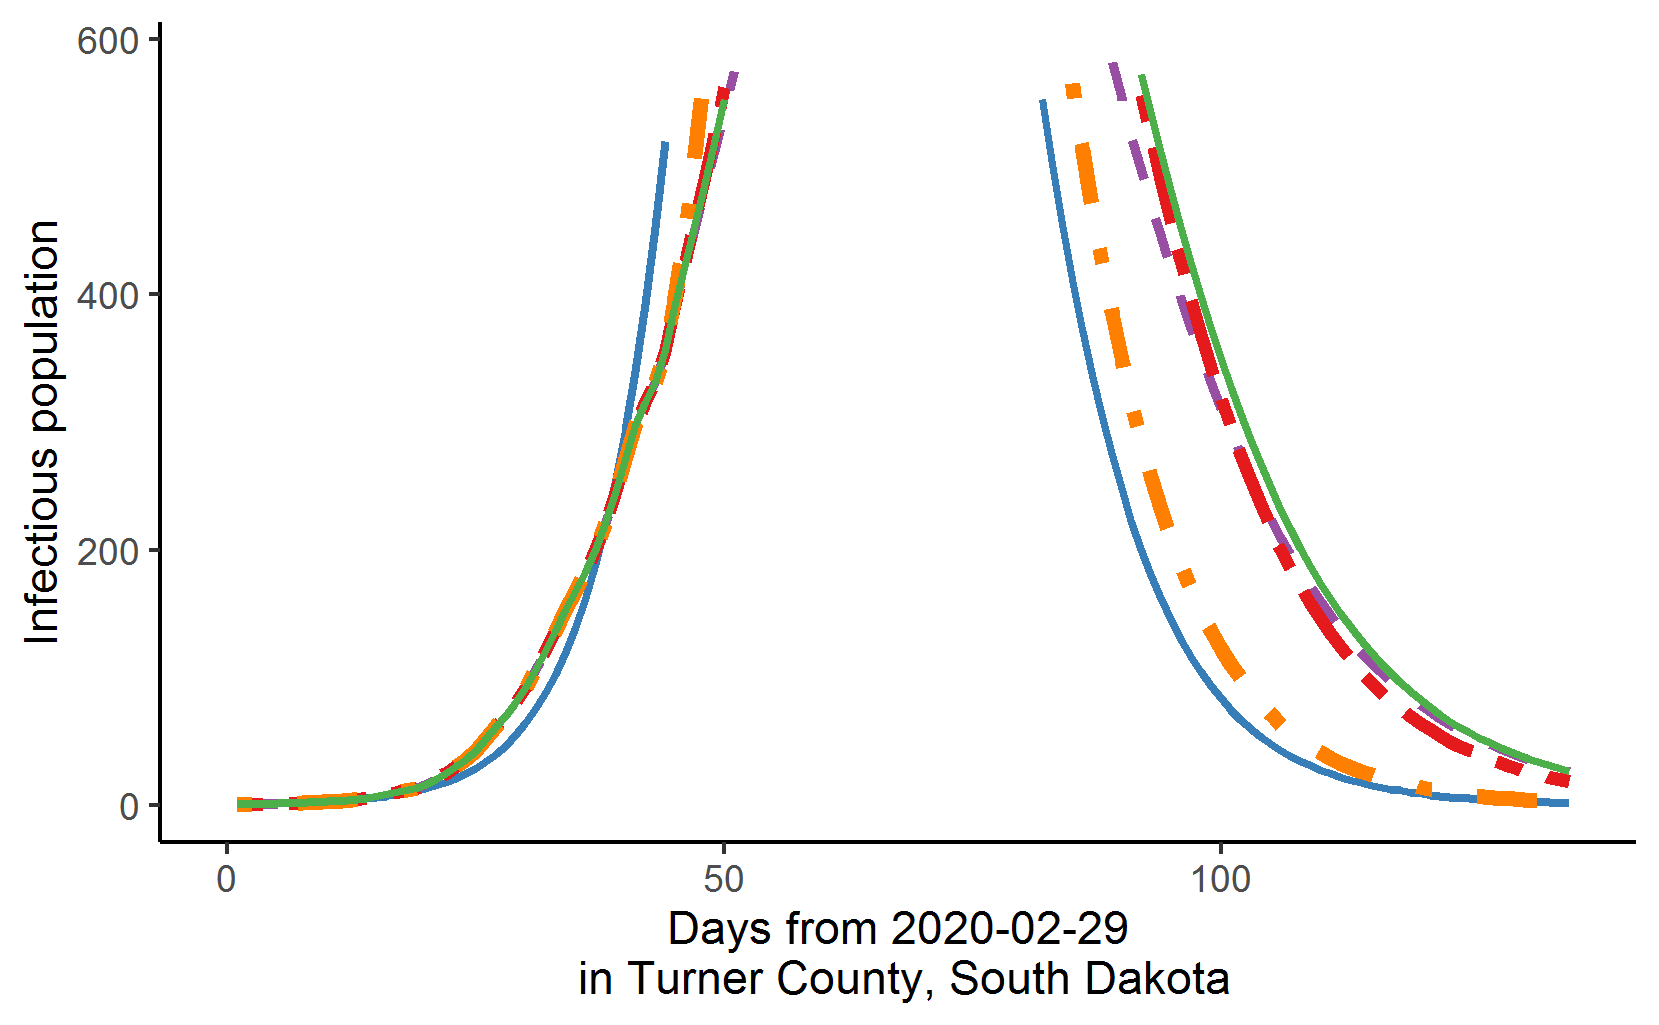 600
400
200
0
Infectious population
0 50 100
Days from 2020-02-29
in Turner County, South Dakota